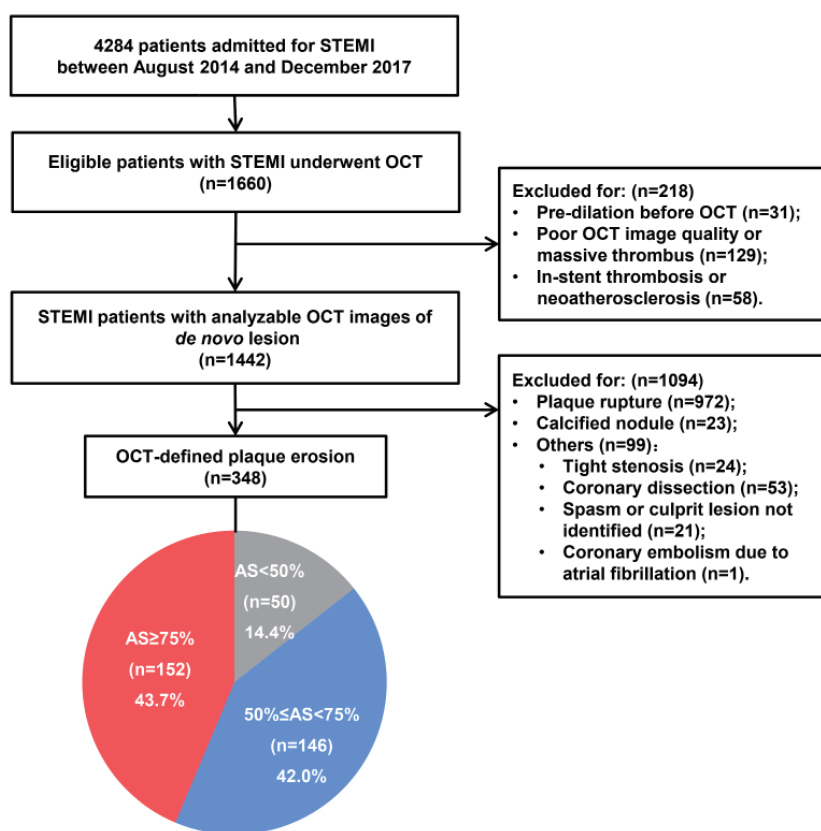 4284 patients admitted for STEMI
between August 2014 and December 2017
Eligible patients with STEMI underwent OCT
(n=1660)
Excluded for: (n=218)
• Pre-dilation before OCT (n=31);
• Poor OCT image quality or
massive thrombus (n=129);
• In-stent thrombosis or
neoatherosclerosis (n=58).
STEMI patients with analyzable OCT images of
de novo lesion
(n=1442)
Excluded for: (n=1094)
• Plaque rupture (n=972);
• Calcified nodule (n=23);
• Others (n=99):
• Tight stenosis (n=24);
• Coronary dissection (n=53);
• Spasm or culprit lesion not
identified (n=21);
• Coronary embolism due to
atrial fibrillation (n=1).
OCT-defined plaque erosion
(n=348)
AS<50%
(n=50)
14.4%
AS≥75%
(n=152)
43.7%
50%≤AS<75%
(n=146)
42.0%